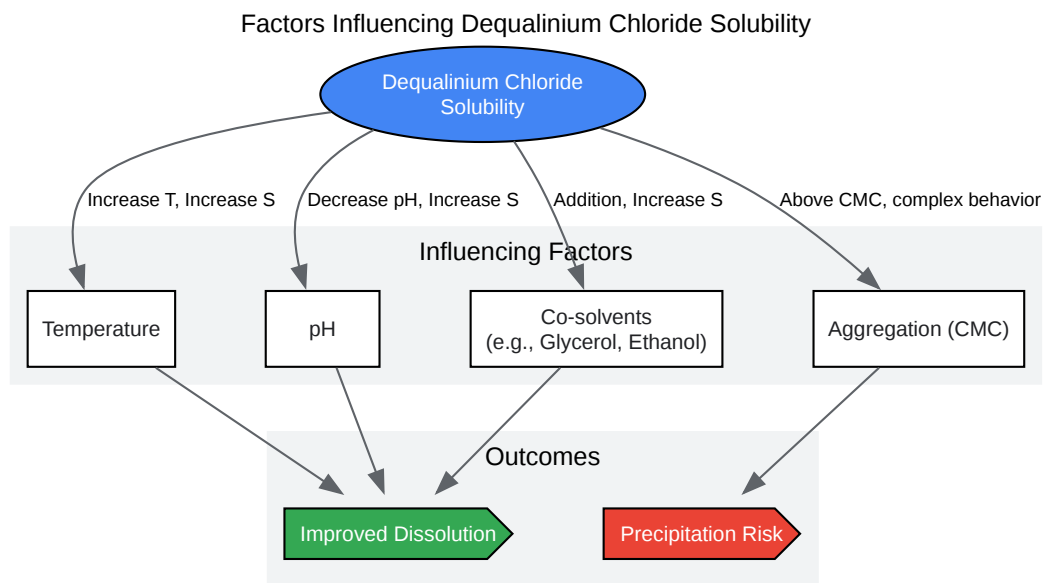 Factors Influencing Dequalinium Chloride Solubility
Dequalinium Chloride
Solubility
Increase T, Increase S
Decrease pH, Increase S
Addition, Increase S
Above CMC, complex behavior
Influencing Factors
Temperature
pH
Co-solvents
(e.g., Glycerol, Ethanol)
Aggregation (CMC)
Outcomes
Improved Dissolution
Precipitation Risk